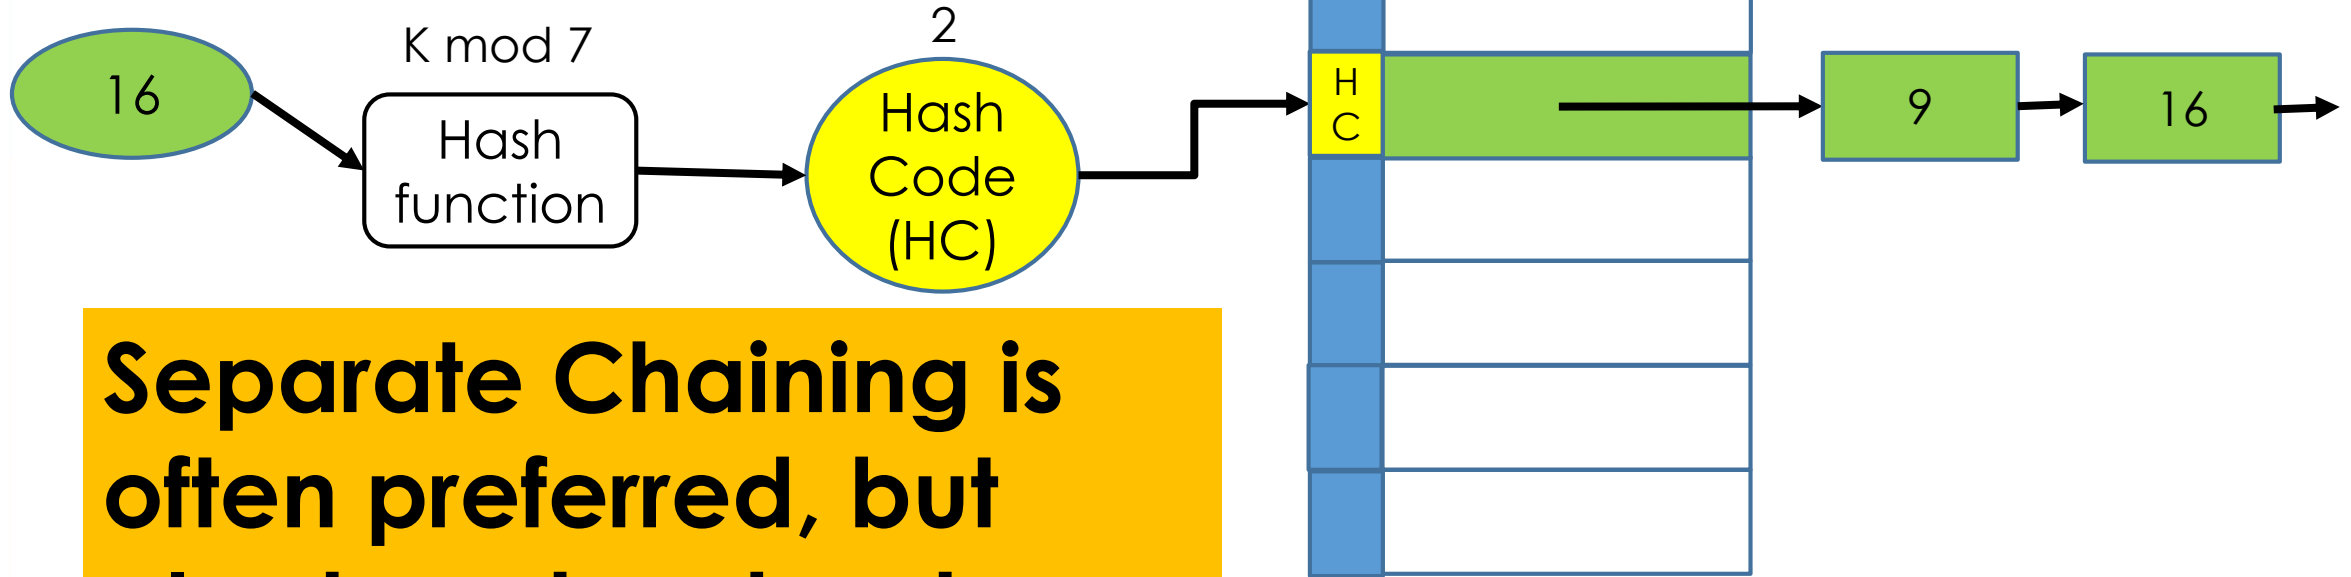 16
K mod 7
Hash
function
2
Hash
Code
(HC)
H
C
9
16
Separate Chaining is
often preferred, but